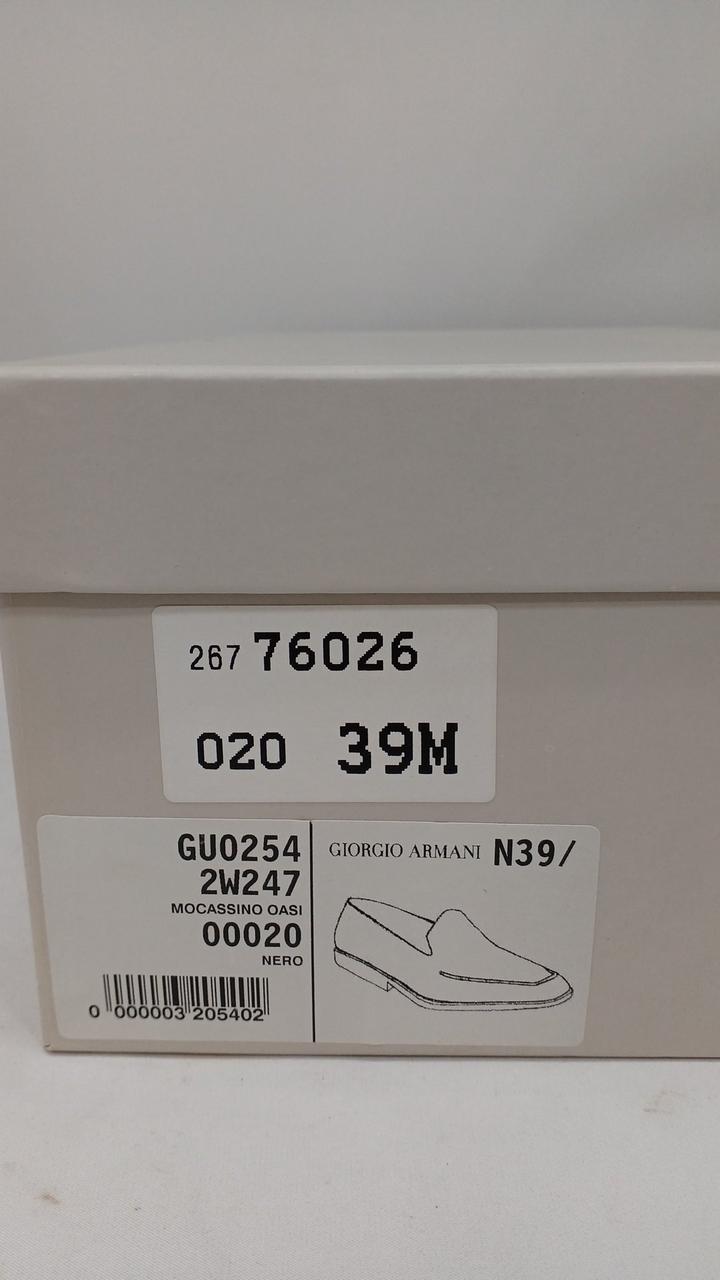 267 76026
020 39M
GU0254
2W247
MOCASSINO OASI
00020
NERO
0 000003 205402
GIORGIO ARMANI N39/